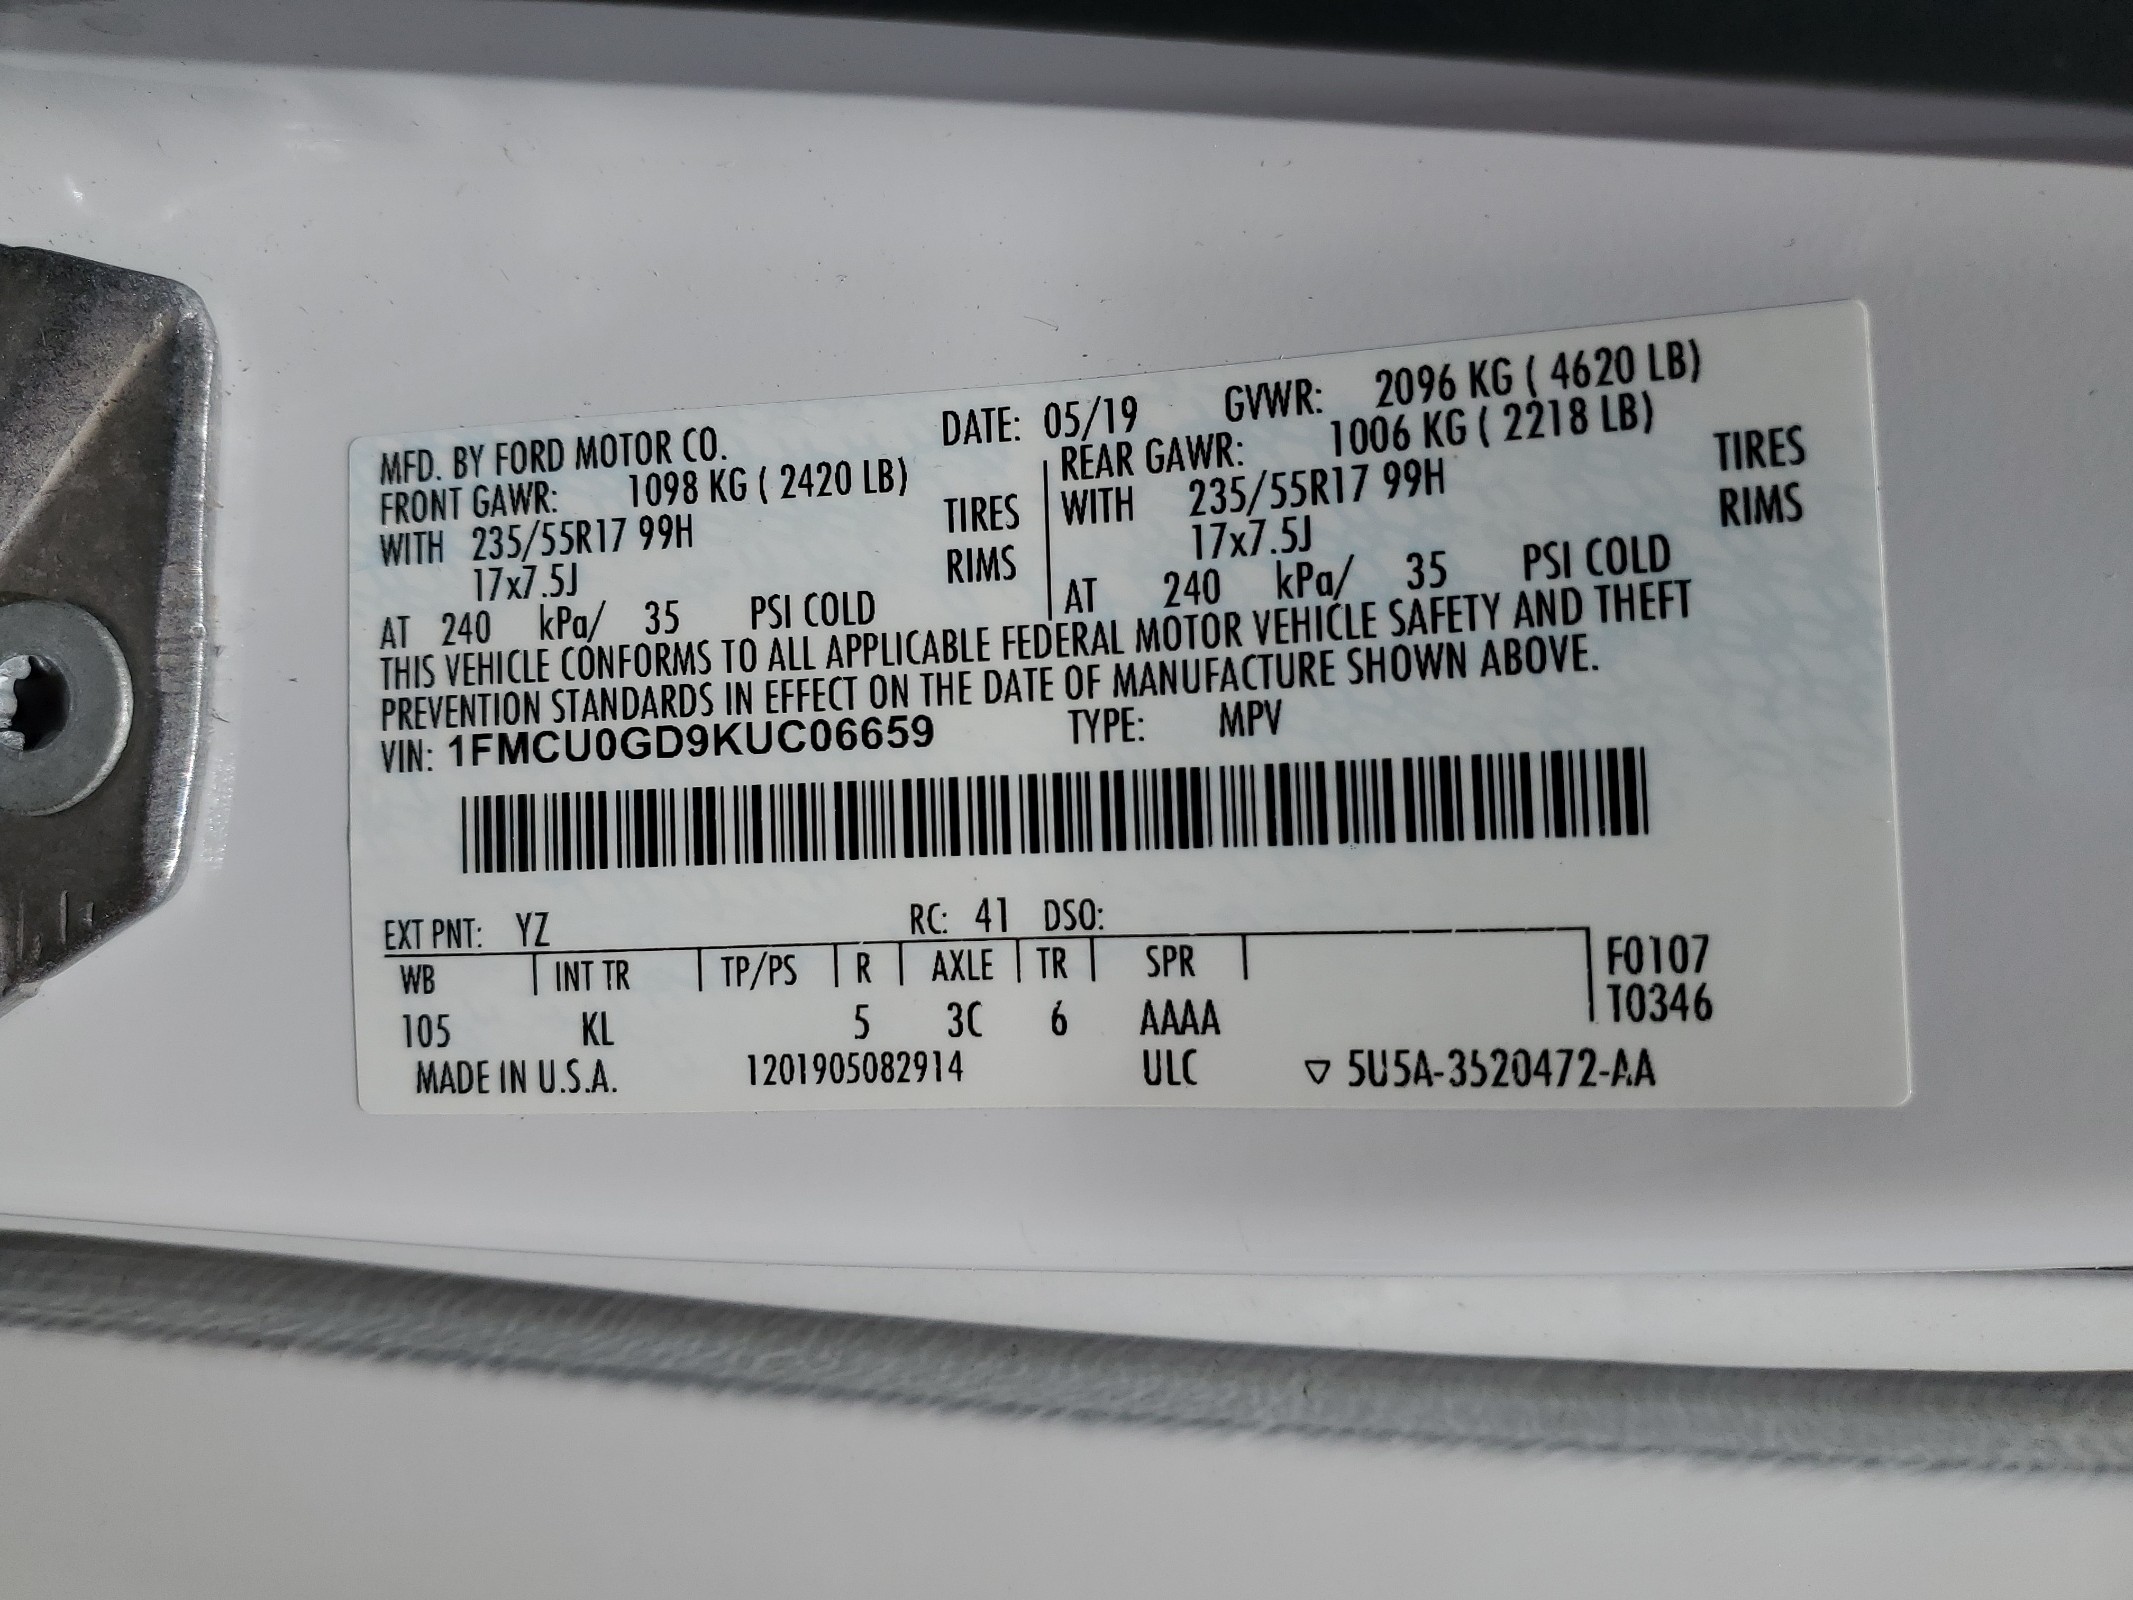 MFD. BY FORD MOTOR CO. DATE: 05/19 GVWR: 2096 KG ( 4620 LB)
FRONT GAWR: 1098 KG ( 2420 LB) REAR GAWR: 1006 KG ( 2218 LB)
WITH 235/55R17 99H TIRES WITH 235/55R17 99H TIRES
17x7.5J RIMS 17x7.5J RIMS
AT 240 kPa/ 35 PSI COLD AT 240 kPa/ 35 PSI COLD
THIS VEHICLE CONFORMS TO ALL APPLICABLE FEDERAL MOTOR VEHICLE SAFETY AND THEFT
PREVENTION STANDARDS IN EFFECT ON THE DATE OF MANUFACTURE SHOWN ABOVE.
VIN: 1FMCU0GD9KUC06659 TYPE: MPV
EXT PNT: YZ RC: 41 DSO:
WB INT TR TP/PS R AXLE TR SPR F0107
105 KL 5 3C 6 AAAA T0346
MADE IN U.S.A. 1201905082914 ULC ▽ 5U5A-3520472-AA